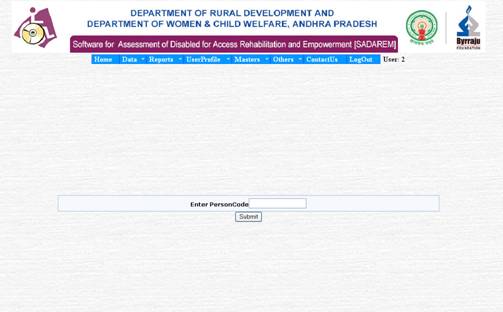 DEPARTMENT OF RURAL DEVELOPMENT AND
DEPARTMENT OF WOMEN & CHILD WELFARE, ANDHRA PRADESH
Software for Assessment of Disabled for Access Rehabilitation and Empowerment [SADAREM]
Byrraju
FOUNDATION
Home Data Reports UserProfile Masters Others ContactUs LogOut User: 2
Enter PersonCode
Submit